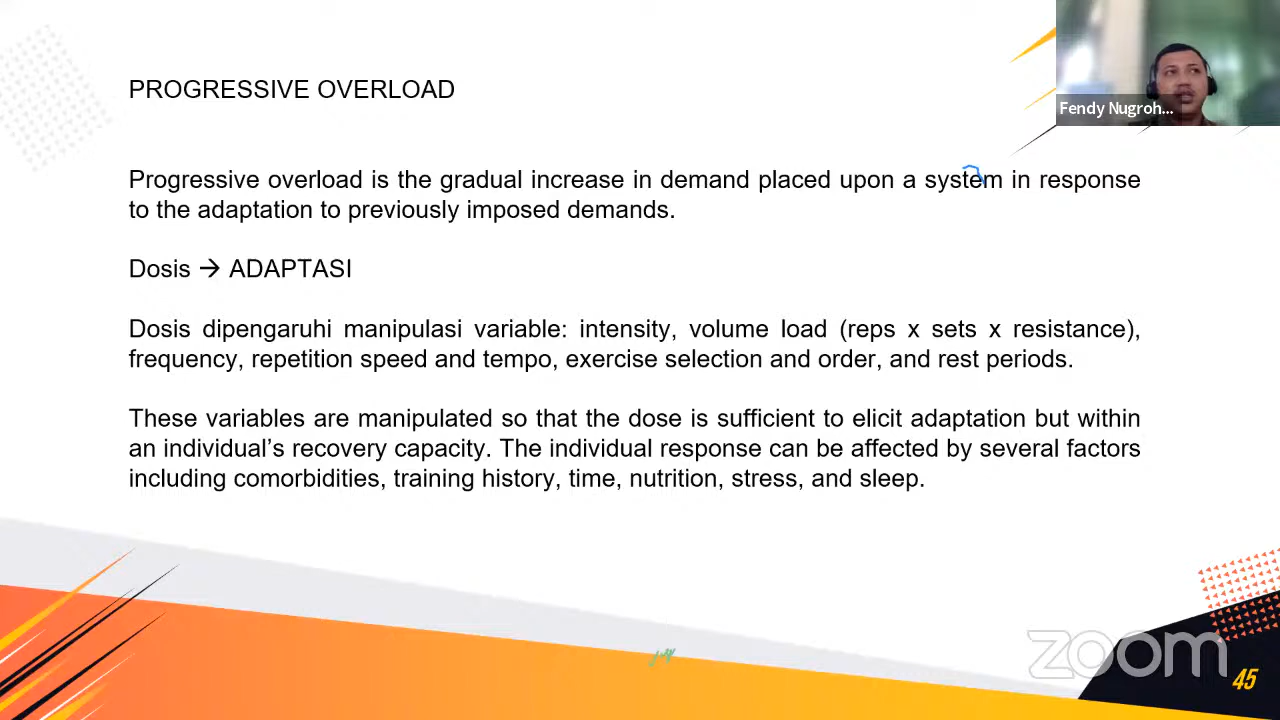 PROGRESSIVE OVERLOAD
Fendy Nugroh...
Progressive overload is the gradual increase in demand placed upon a system in response
to the adaptation to previously imposed demands.
Dosis → ADAPTASI
Dosis dipengaruhi manipulasi variable: intensity, volume load (reps x sets x resistance),
frequency, repetition speed and tempo, exercise selection and order, and rest periods.
These variables are manipulated so that the dose is sufficient to elicit adaptation but within
an individual’s recovery capacity. The individual response can be affected by several factors
including comorbidities, training history, time, nutrition, stress, and sleep.
zoom
45